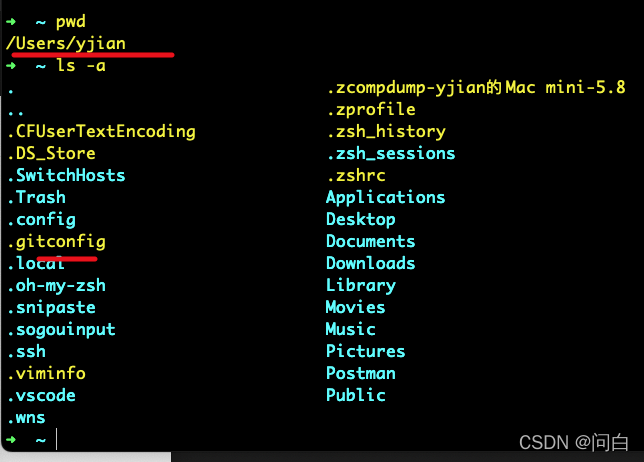 ➜ ~ pwd
/Users/yjian
➜ ~ ls -a
. .zcompdump-yjian的Mac mini-5.8
.. .zprofile
.CFUserTextEncoding .zsh_history
.DS_Store .zsh_sessions
.SwitchHosts .zshrc
.Trash Applications
.config Desktop
.gitconfig Documents
.local Downloads
.oh-my-zsh Library
.snipaste Movies
.sogouinput Music
.ssh Pictures
.viminfo Postman
.vscode Public
.wns
➜ ~
CSDN @问白